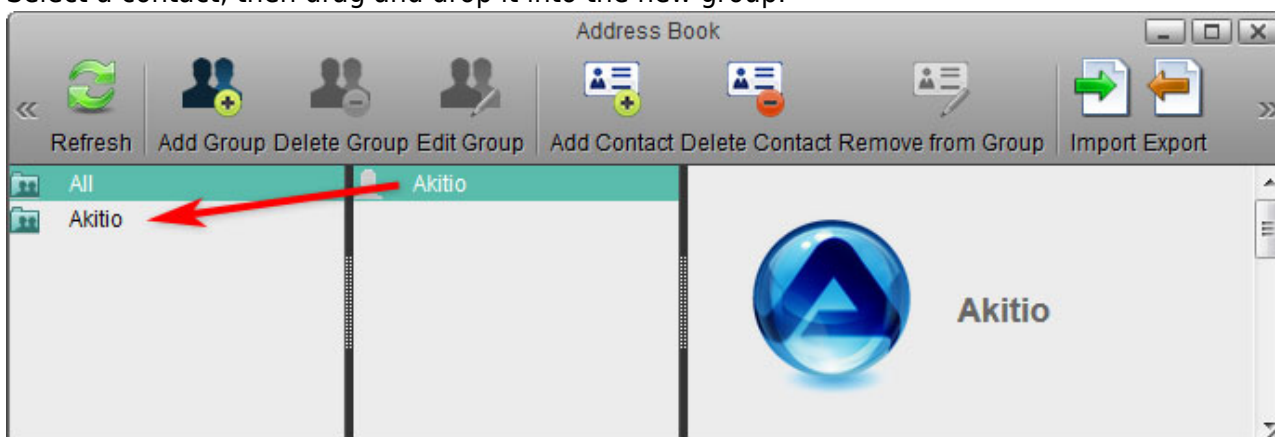 Select a contact, then drag and drop it into the new group.
Address Book
Refresh Add Group Delete Group Edit Group Add Contact Delete Contact Remove from Group Import Export
All Akitio
Akitio
Akitio